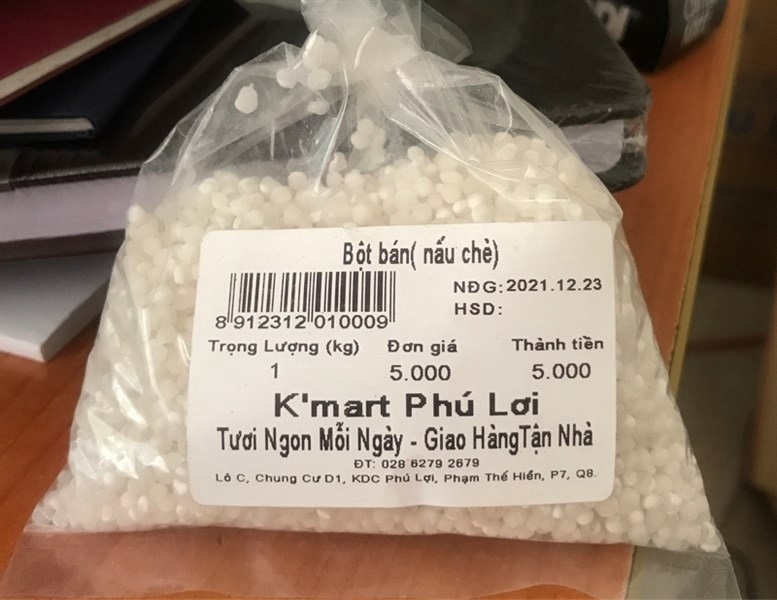 Bột bán( nấu chè)
NĐG: 2021.12.23
HSD:
8 912312 010009
Trọng Lượng (kg) Đơn giá Thành tiền
1 5.000 5.000
K'mart Phú Lơi
Tươi Ngon Mỗi Ngày - Giao HàngTận Nhà
ĐT: 028 6279 2679
Lô C, Chung Cư D1, KDC Phú Lợi, Phạm Thế Hiển, P7, Q8.